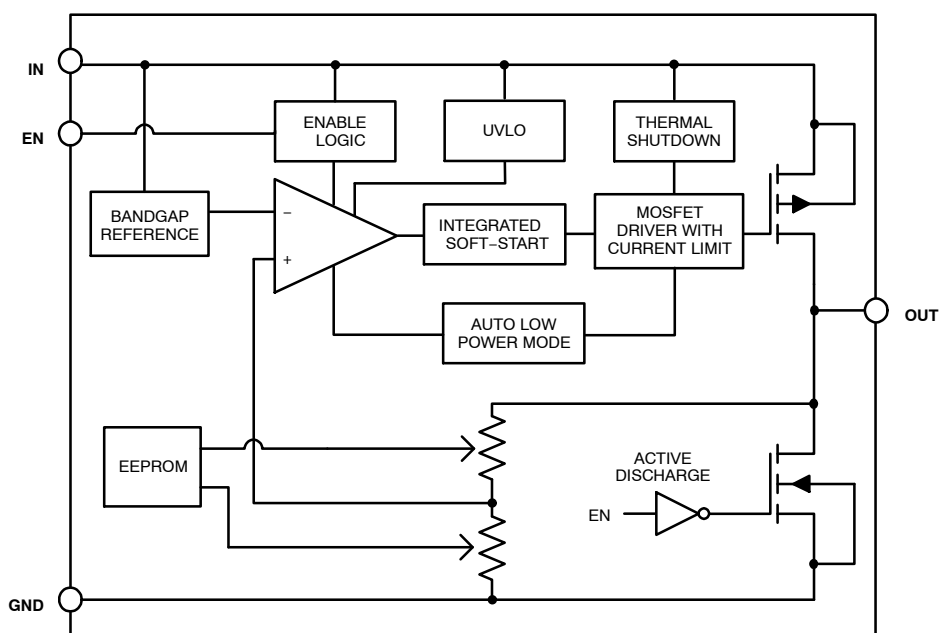 IN
EN
ENABLE
LOGIC
UVLO
THERMAL
SHUTDOWN
BANDGAP
REFERENCE
−
+
INTEGRATED
SOFT−START
MOSFET
DRIVER WITH
CURRENT LIMIT
AUTO LOW
POWER MODE
OUT
EEPROM
ACTIVE
DISCHARGE
EN
GND